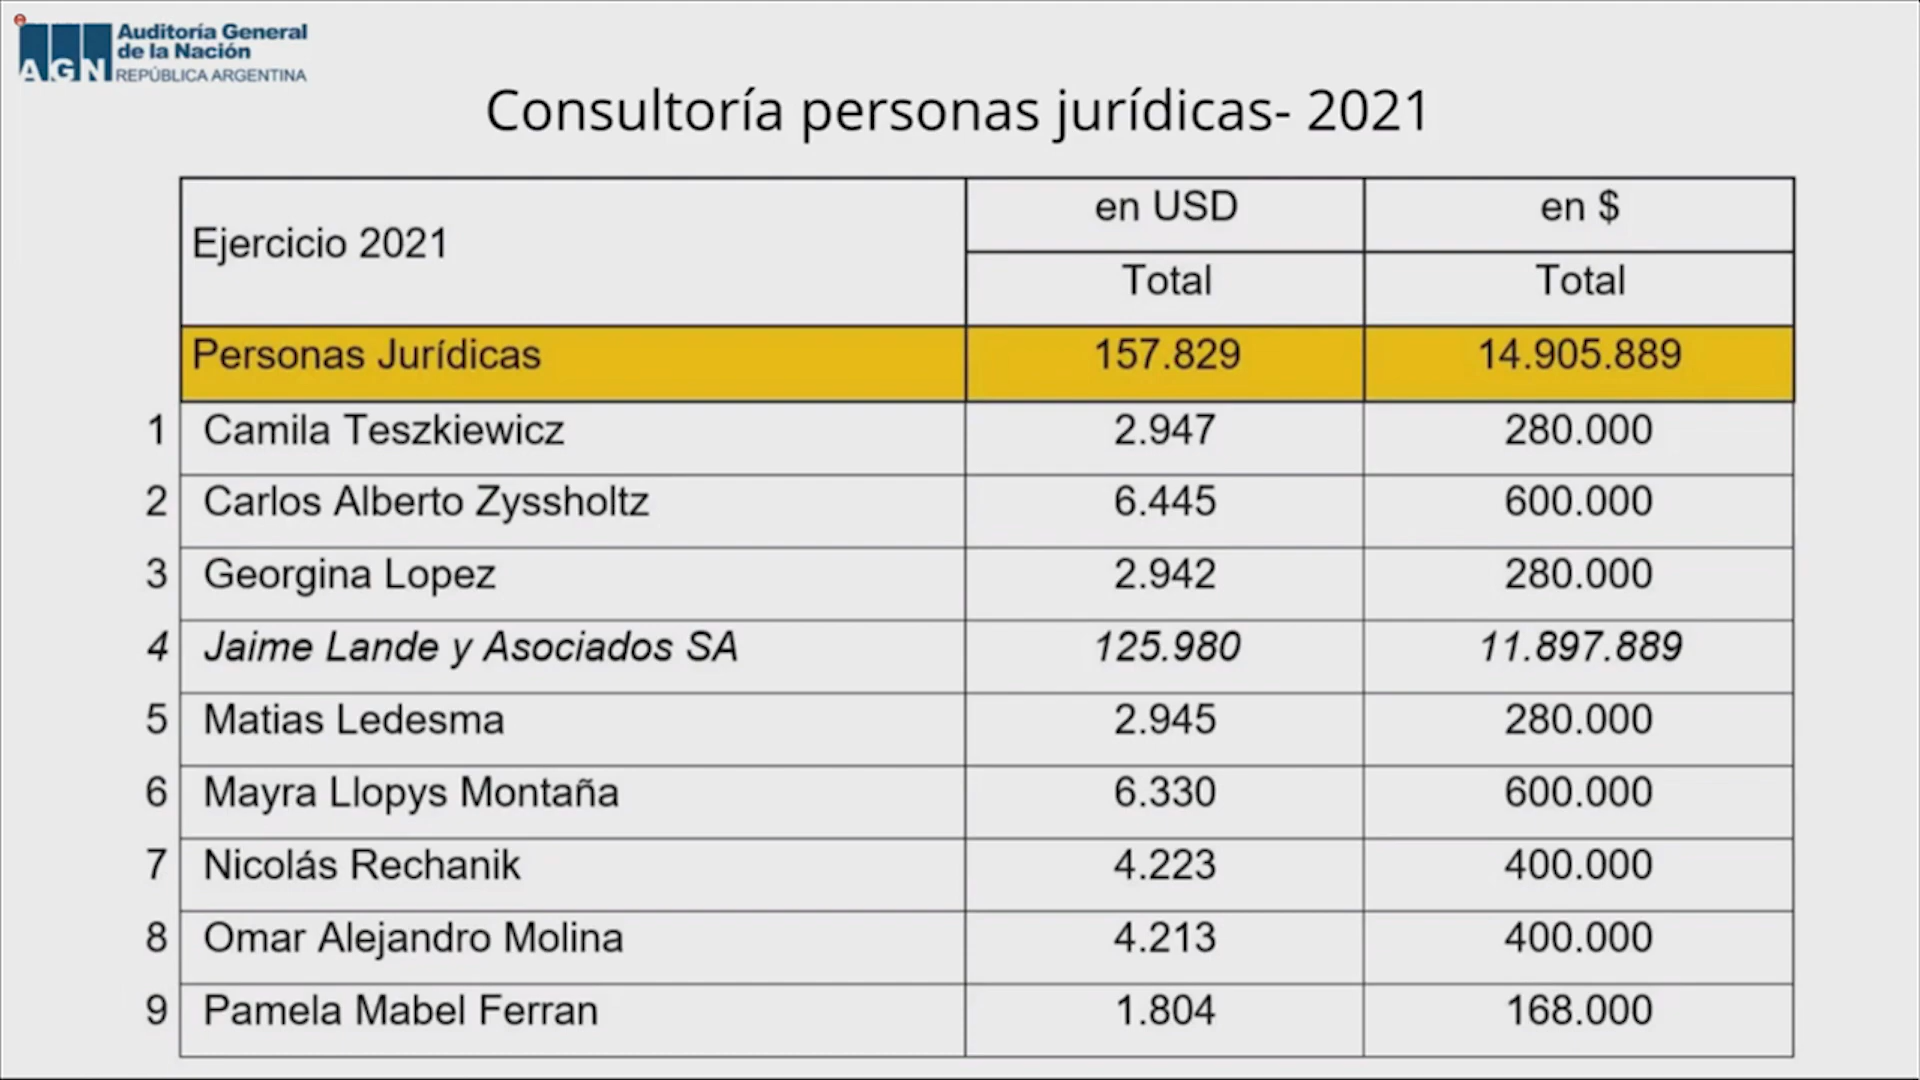 AGN
Auditoría General
de la Nación
REPÚBLICA ARGENTINA
Consultoría personas jurídicas- 2021
Ejercicio 2021
en USD
en $
Total
Total
Personas Jurídicas 157.829 14.905.889
1 Camila Teszkiewicz 2.947 280.000
2 Carlos Alberto Zyssholtz 6.445 600.000
3 Georgina Lopez 2.942 280.000
4 Jaime Lande y Asociados SA 125.980 11.897.889
5 Matias Ledesma 2.945 280.000
6 Mayra Llopys Montaña 6.330 600.000
7 Nicolás Rechanik 4.223 400.000
8 Omar Alejandro Molina 4.213 400.000
9 Pamela Mabel Ferran 1.804 168.000